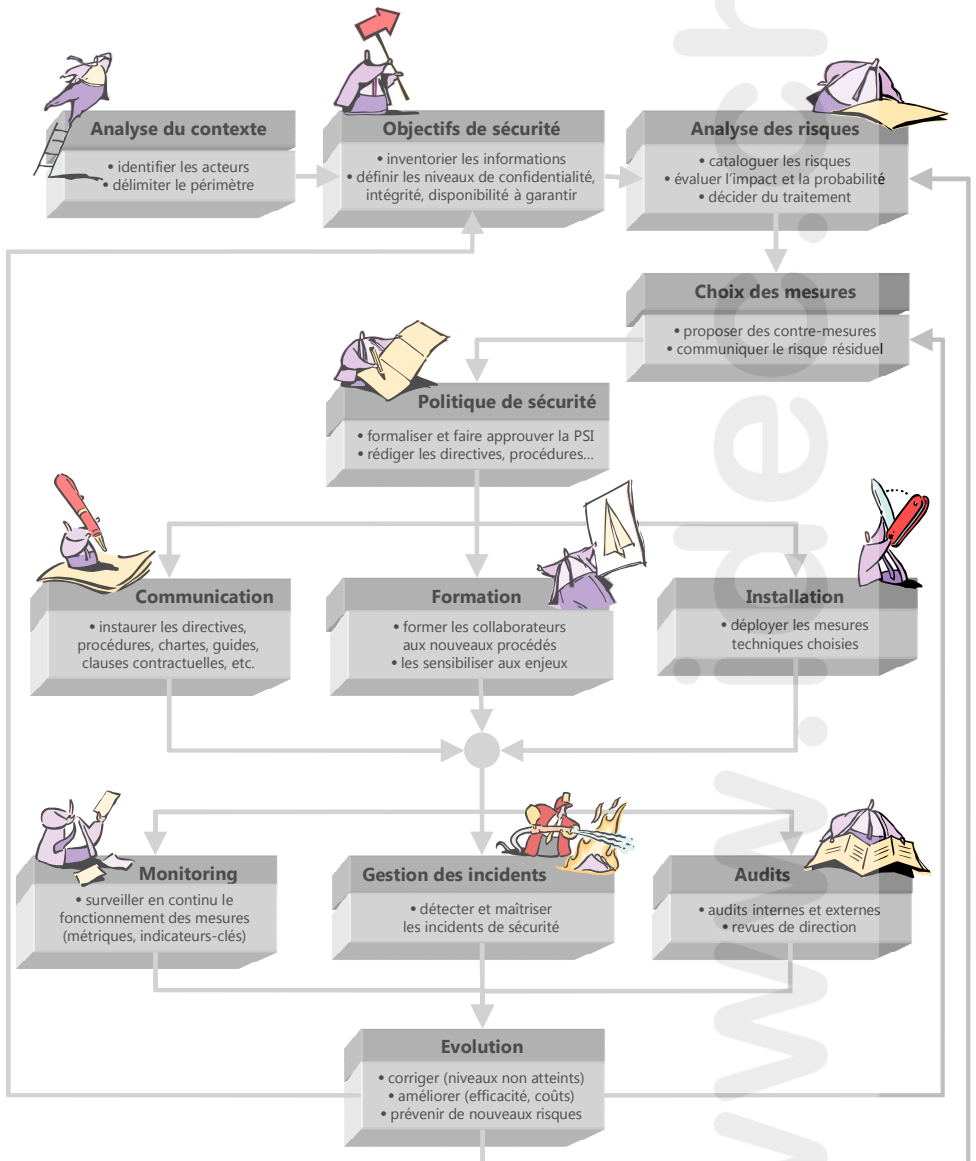 Analyse du contexte
• identifier les acteurs
• délimiter le périmètre
Objectifs de sécurité
• inventorier les informations
• définir les niveaux de confidentialité,
intégrité, disponibilité à garantir
Analyse des risques
• cataloguer les risques
• évaluer l'impact et la probabilité
• décider du traitement
Choix des mesures
• proposer des contre-mesures
• communiquer le risque résiduel
Politique de sécurité
• formaliser et faire approuver la PSI
• rédiger les directives, procédures...
Communication
• instaurer les directives,
procédures, chartes, guides,
clauses contractuelles, etc.
Formation
• former les collaborateurs
aux nouveaux procédés
• les sensibiliser aux enjeux
Installation
• déployer les mesures
techniques choisies
Monitoring
• surveiller en continu le
fonctionnement des mesures
(métriques, indicateurs-clés)
Gestion des incidents
• détecter et maîtriser
les incidents de sécurité
Audits
• audits internes et externes
• revues de direction
Evolution
• corriger (niveaux non atteints)
• améliorer (efficacité, coûts)
• prévenir de nouveaux risques
www.idec.ch